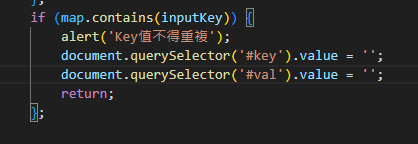 };
if (map.contains(inputKey)) {
alert('Key值不得重複');
document.querySelector('#key').value = '';
document.querySelector('#val').value = '';
return;
};